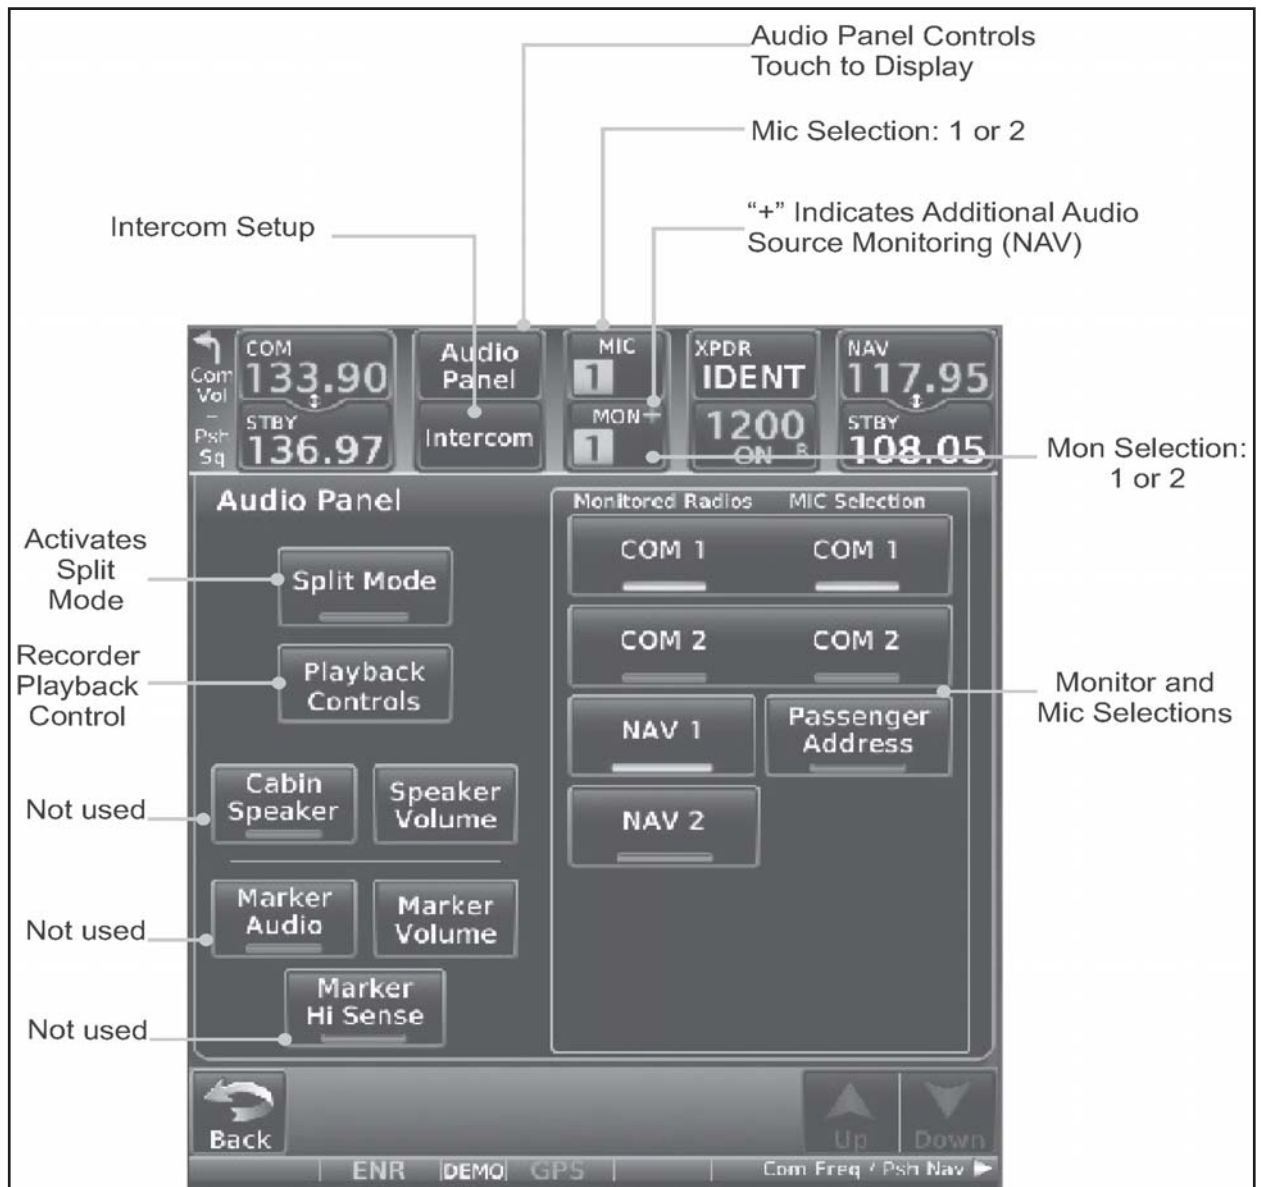 Audio Panel Controls
Touch to Display
Mic Selection: 1 or 2
“+” Indicates Additional Audio
Source Monitoring (NAV)
Intercom Setup
Com
Vol
–
Psh
Sq
COM
133.90
STBY
136.97
Audio
Panel
Intercom
MIC
1
MON+
1
XPDR
IDENT
1200
ON R
NAV
117.95
STBY
108.05
Mon Selection:
1 or 2
Audio Panel
Monitored Radios MIC Selection
Activates
Split
Mode
Split Mode
COM 1 COM 1
COM 2 COM 2
Recorder
Playback
Control
Playback
Controls
Monitor and
Mic Selections
NAV 1
Passenger
Address
Not used
Cabin
Speaker
Speaker
Volume
NAV 2
Not used
Marker
Audio
Marker
Volume
Not used
Marker
Hi Sense
Back
Up
Down
ENR DEMO GPS
Com Freq / Psh Nav